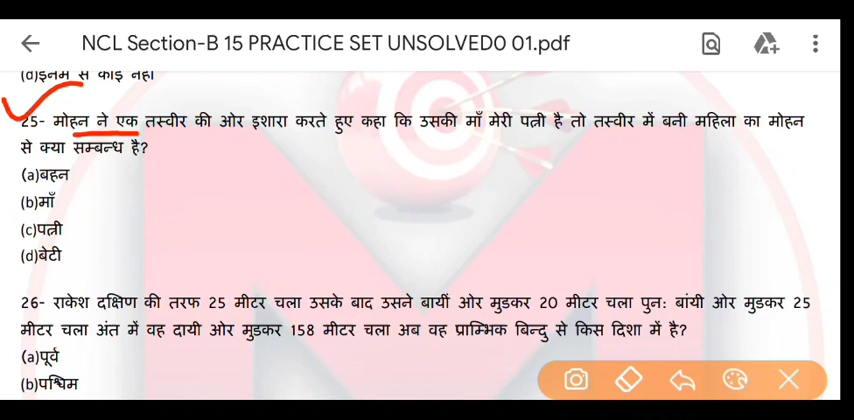 NCL Section-B 15 PRACTICE SET UNSOLVED0 01.pdf
(d)इनमे से कोई नहीं
25- मोहन ने एक तस्वीर की ओर इशारा करते हुए कहा कि उसकी माँ मेरी पत्नी है तो तस्वीर में बनी महिला का मोहन
से क्या सम्बन्ध है?
(a)बहन
(b)माँ
(c)पत्नी
(d)बेटी
26- राकेश दक्षिण की तरफ 25 मीटर चला उसके बाद उसने बायीं ओर मुडकर 20 मीटर चला पुन: बांयी ओर मुडकर 25
मीटर चला अंत में वह दायी ओर मुडकर 158 मीटर चला अब वह प्राम्भिक बिन्दु से किस दिशा में है?
(a)पूर्व
(b)पश्चिम